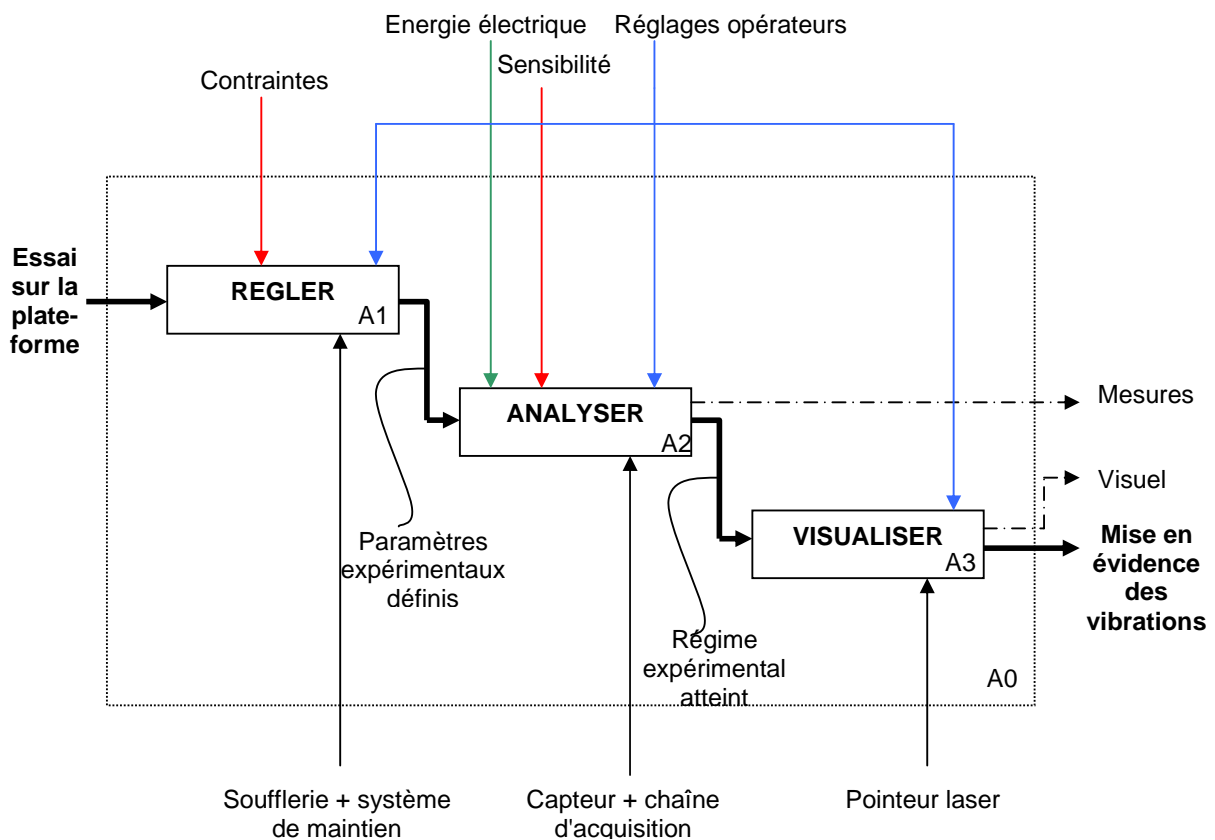 Energie électrique
Réglages opérateurs
Sensibilité
Contraintes
Essai
sur la
plate-
forme
REGLER
A1
ANALYSER
A2
Mesures
Visuel
VISUALISER
A3
Mise en
évidence
des
vibrations
Paramètres
expérimentaux
définis
Régime
expérimental
atteint
A0
Soufflerie + système
de maintien
Capteur + chaîne
d'acquisition
Pointeur laser